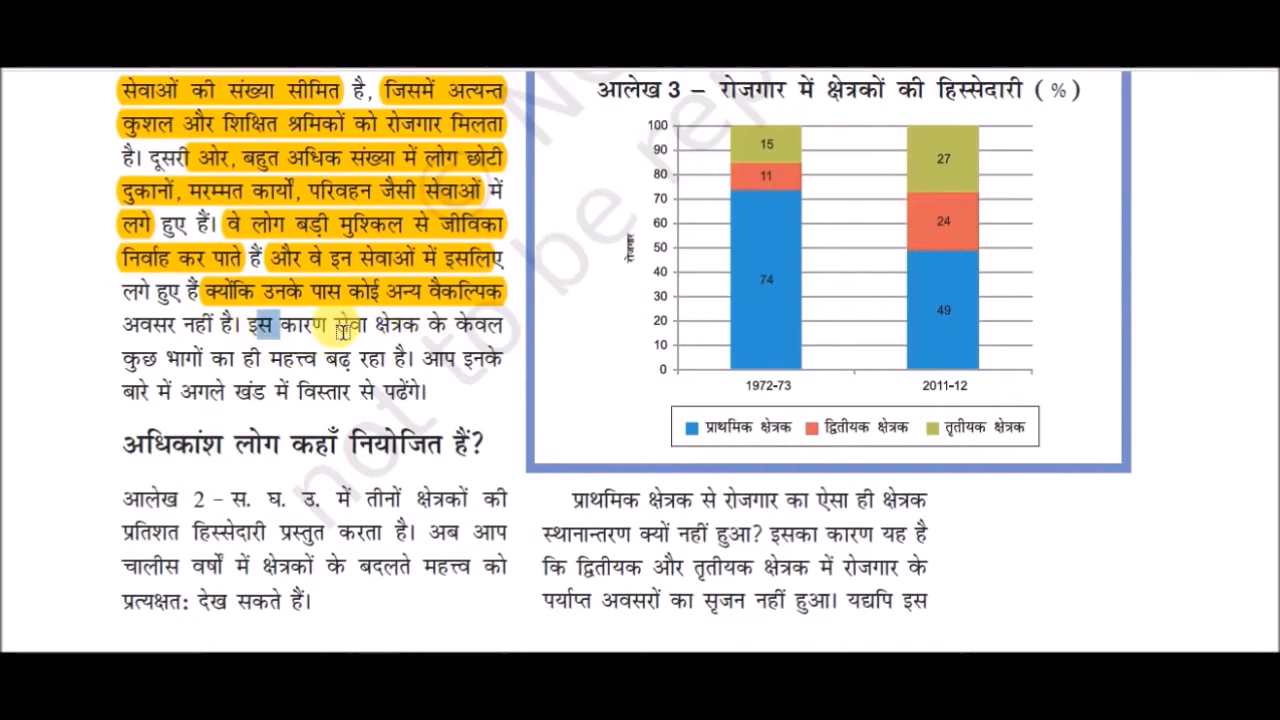 सेवाओं की संख्या सीमित है, जिसमें अत्यन्त
कुशल और शिक्षित श्रमिकों को रोजगार मिलता
है। दूसरी ओर, बहुत अधिक संख्या में लोग छोटी
दुकानों, मरम्मत कार्यों, परिवहन जैसी सेवाओं में
लगे हुए हैं। वे लोग बड़ी मुश्किल से जीविका
निर्वाह कर पाते हैं और वे इन सेवाओं में इसलिए
लगे हुए हैं क्योंकि उनके पास कोई अन्य वैकल्पिक
अवसर नहीं है। इस कारण सेवा क्षेत्रक के केवल
कुछ भागों का ही महत्त्व बढ़ रहा है। आप इनके
बारे में अगले खंड में विस्तार से पढेंगे।
अधिकांश लोग कहाँ नियोजित हैं?
आलेख 2 – स. घ. उ. में तीनों क्षेत्रकों की
प्रतिशत हिस्सेदारी प्रस्तुत करता है। अब आप
चालीस वर्षों में क्षेत्रकों के बदलते महत्त्व को
प्रत्यक्षत: देख सकते हैं।
आलेख 3 – रोजगार में क्षेत्रकों की हिस्सेदारी ( % )
रोजगार
100
90
80
70
60
50
40
30
20
10
0
15
11
74
27
24
49
1972-73
2011-12
प्राथमिक क्षेत्रक
द्वितीयक क्षेत्रक
तृतीयक क्षेत्रक
प्राथमिक क्षेत्रक से रोजगार का ऐसा ही क्षेत्रक
स्थानान्तरण क्यों नहीं हुआ? इसका कारण यह है
कि द्वितीयक और तृतीयक क्षेत्रक में रोजगार के
पर्याप्त अवसरों का सृजन नहीं हुआ। यद्यपि इस
not to be rep